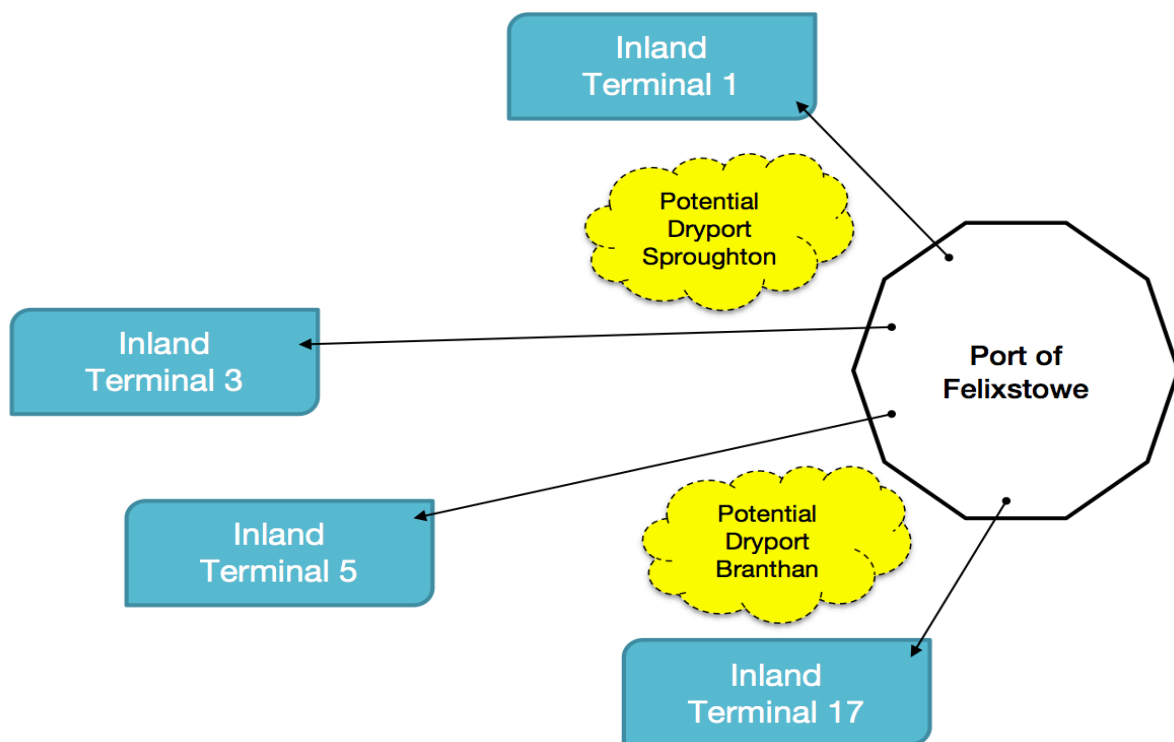 Inland
Terminal 1
Potential
Dryport
Sproughton
Inland
Terminal 3
Port of
Felixstowe
Inland
Terminal 5
Potential
Dryport
Branthan
Inland
Terminal 17